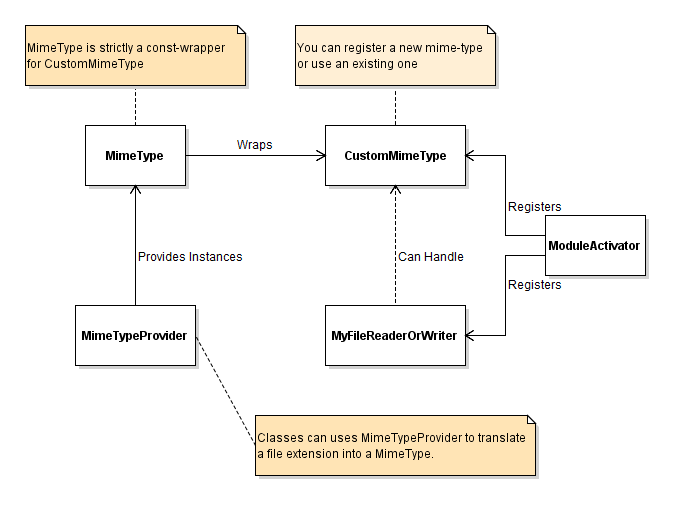 MimeType is strictly a const-wrapper
for CustomMimeType
You can register a new mime-type
or use an existing one
MimeType
Wraps
CustomMimeType
Registers
ModuleActivator
Provides Instances
Can Handle
Registers
MimeTypeProvider
MyFileReaderOrWriter
Classes can uses MimeTypeProvider to translate
a file extension into a MimeType.